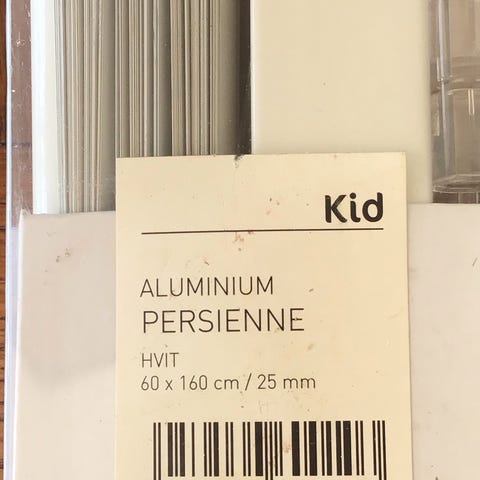 Kid
ALUMINIUM
PERSIENNE
HVIT
60 x 160 cm / 25 mm